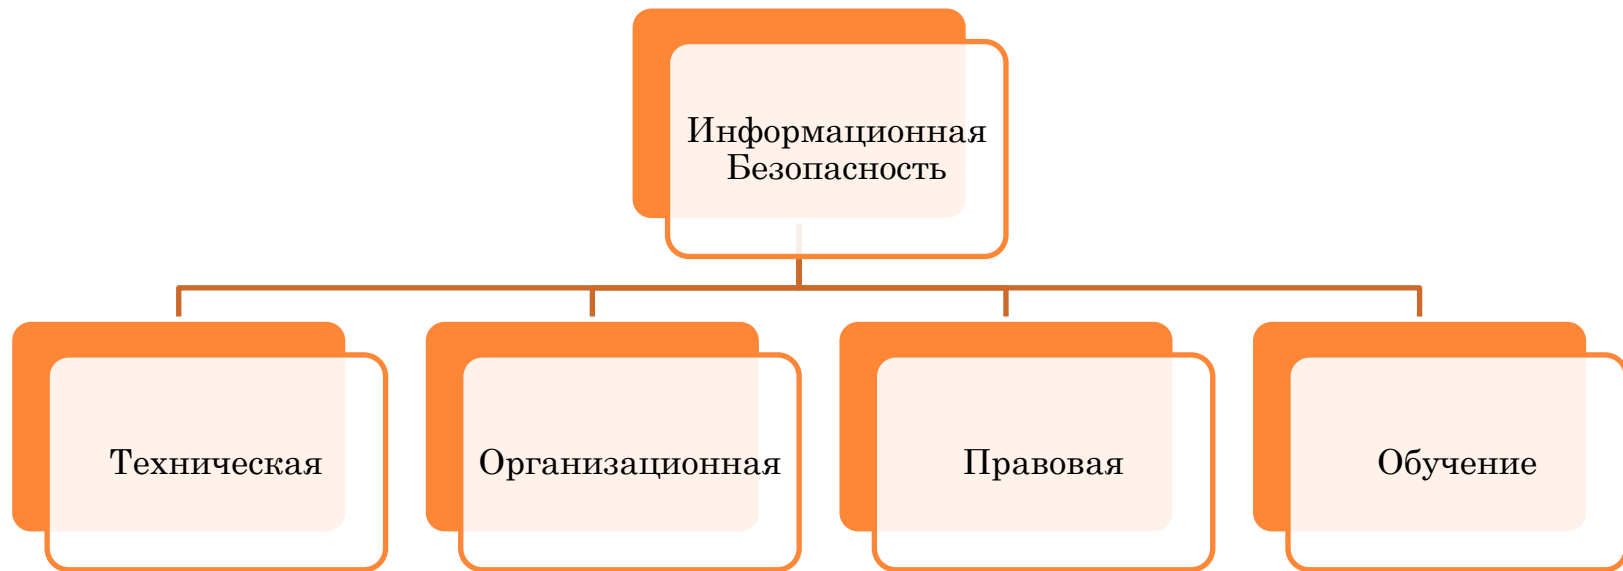 Информационная
Безопасность
Техническая
Организационная
Правовая
Обучение